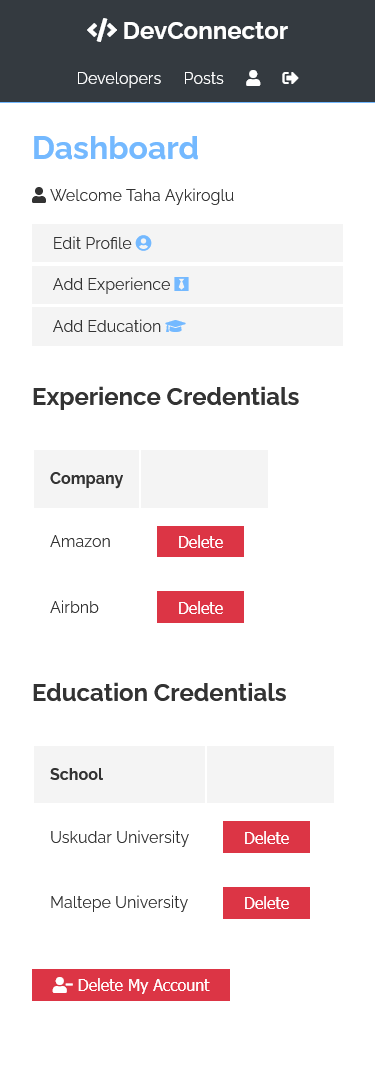 DevConnector
Developers Posts
Dashboard
Welcome Taha Aykiroglu
Edit Profile
Add Experience
Add Education
Experience Credentials
Company
Amazon Delete
Airbnb Delete
Education Credentials
School
Uskudar University Delete
Maltepe University Delete
Delete My Account